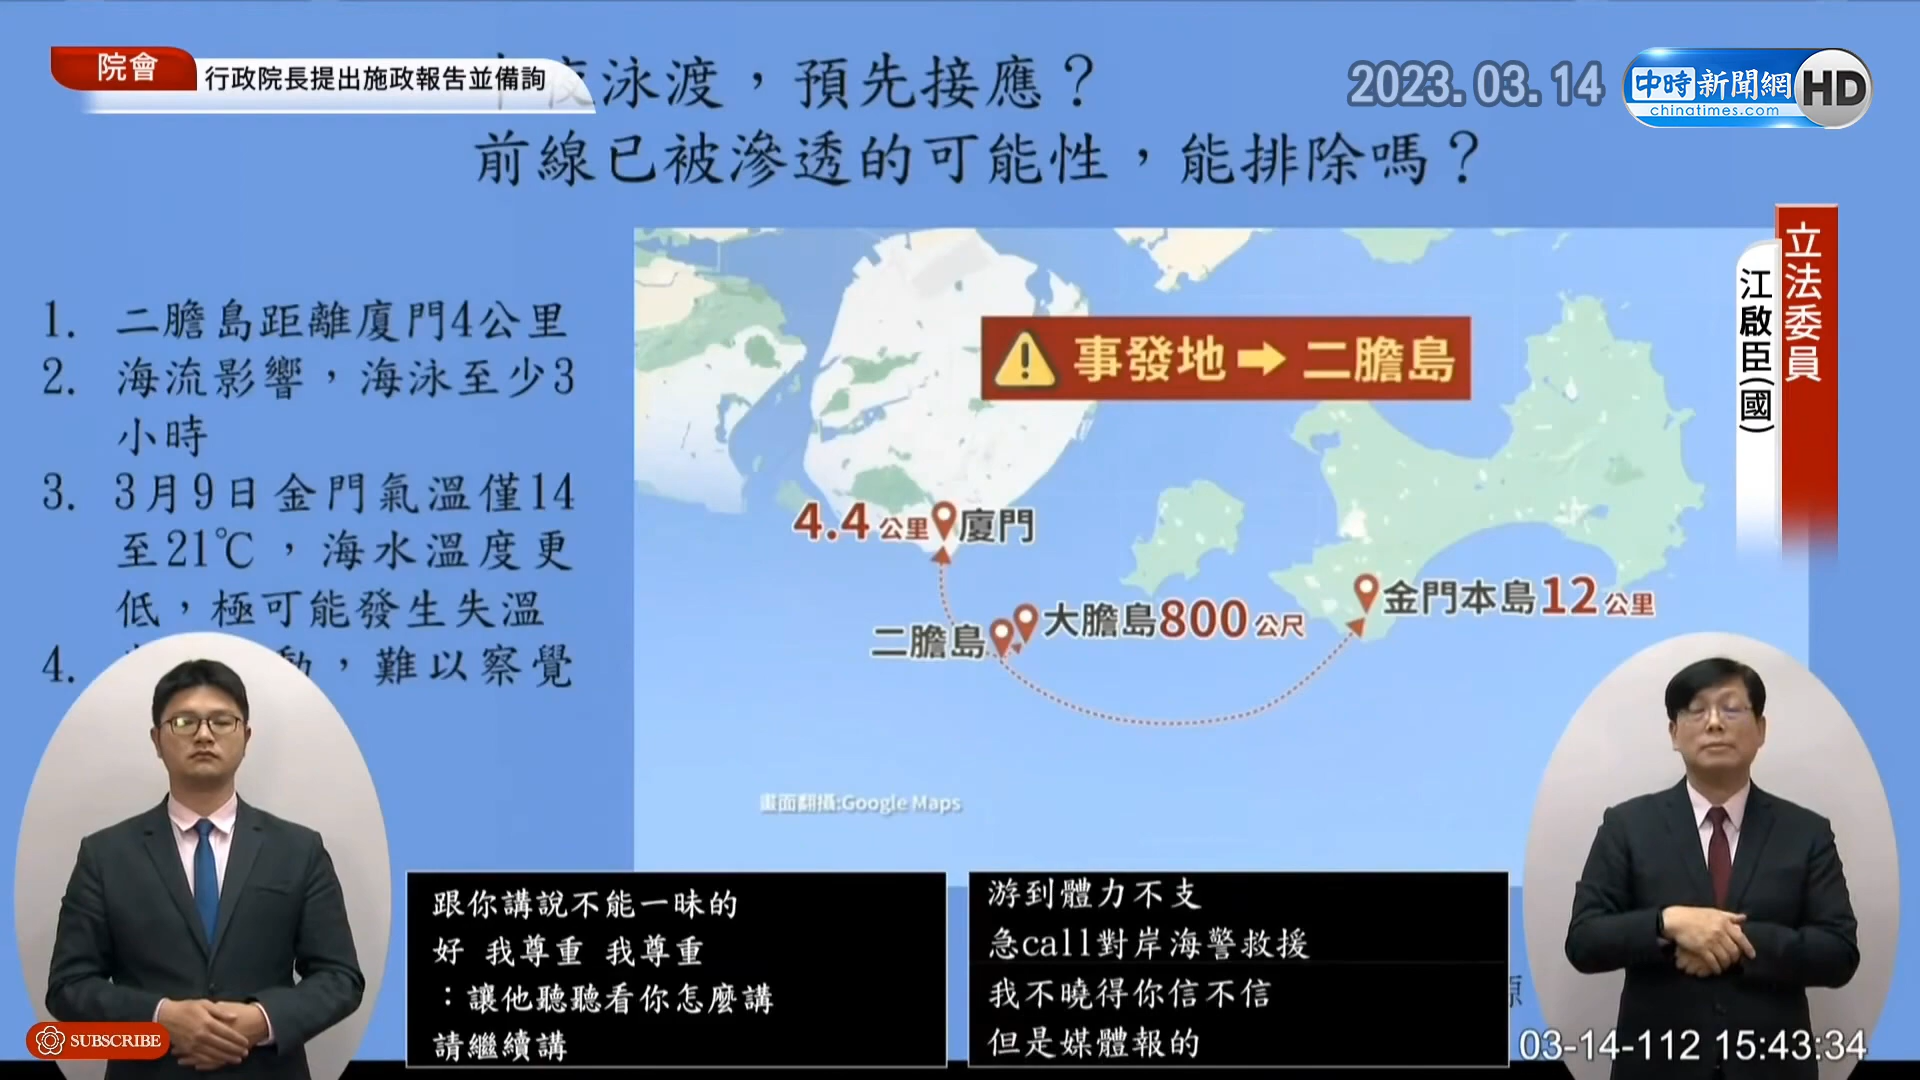 院會
行政院長提出施政報告並備詢
泳渡，預先接應？
前線已被滲透的可能性，能排除嗎？
2023.03.14
中時新聞網 HD
chinatimes.com
立法委員
江啟臣(國)
1. 二膽島距離廈門4公里
2. 海流影響，海泳至少3
小時
3. 3月9日金門氣溫僅14
至21℃，海水溫度更
低，極可能發生失溫
4.
，難以察覺
事發地
二膽島
4.4公里
廈門
二膽島
大膽島800公尺
金門本島12公里
畫面翻攝:Google Maps
跟你講說不能一昧的
好 我尊重 我尊重
：讓他聽聽看你怎麼講
請繼續講
游到體力不支
急call對岸海警救援
我不曉得你信不信
但是媒體報的
SUBSCRIBE
03-14-112 15:43:34